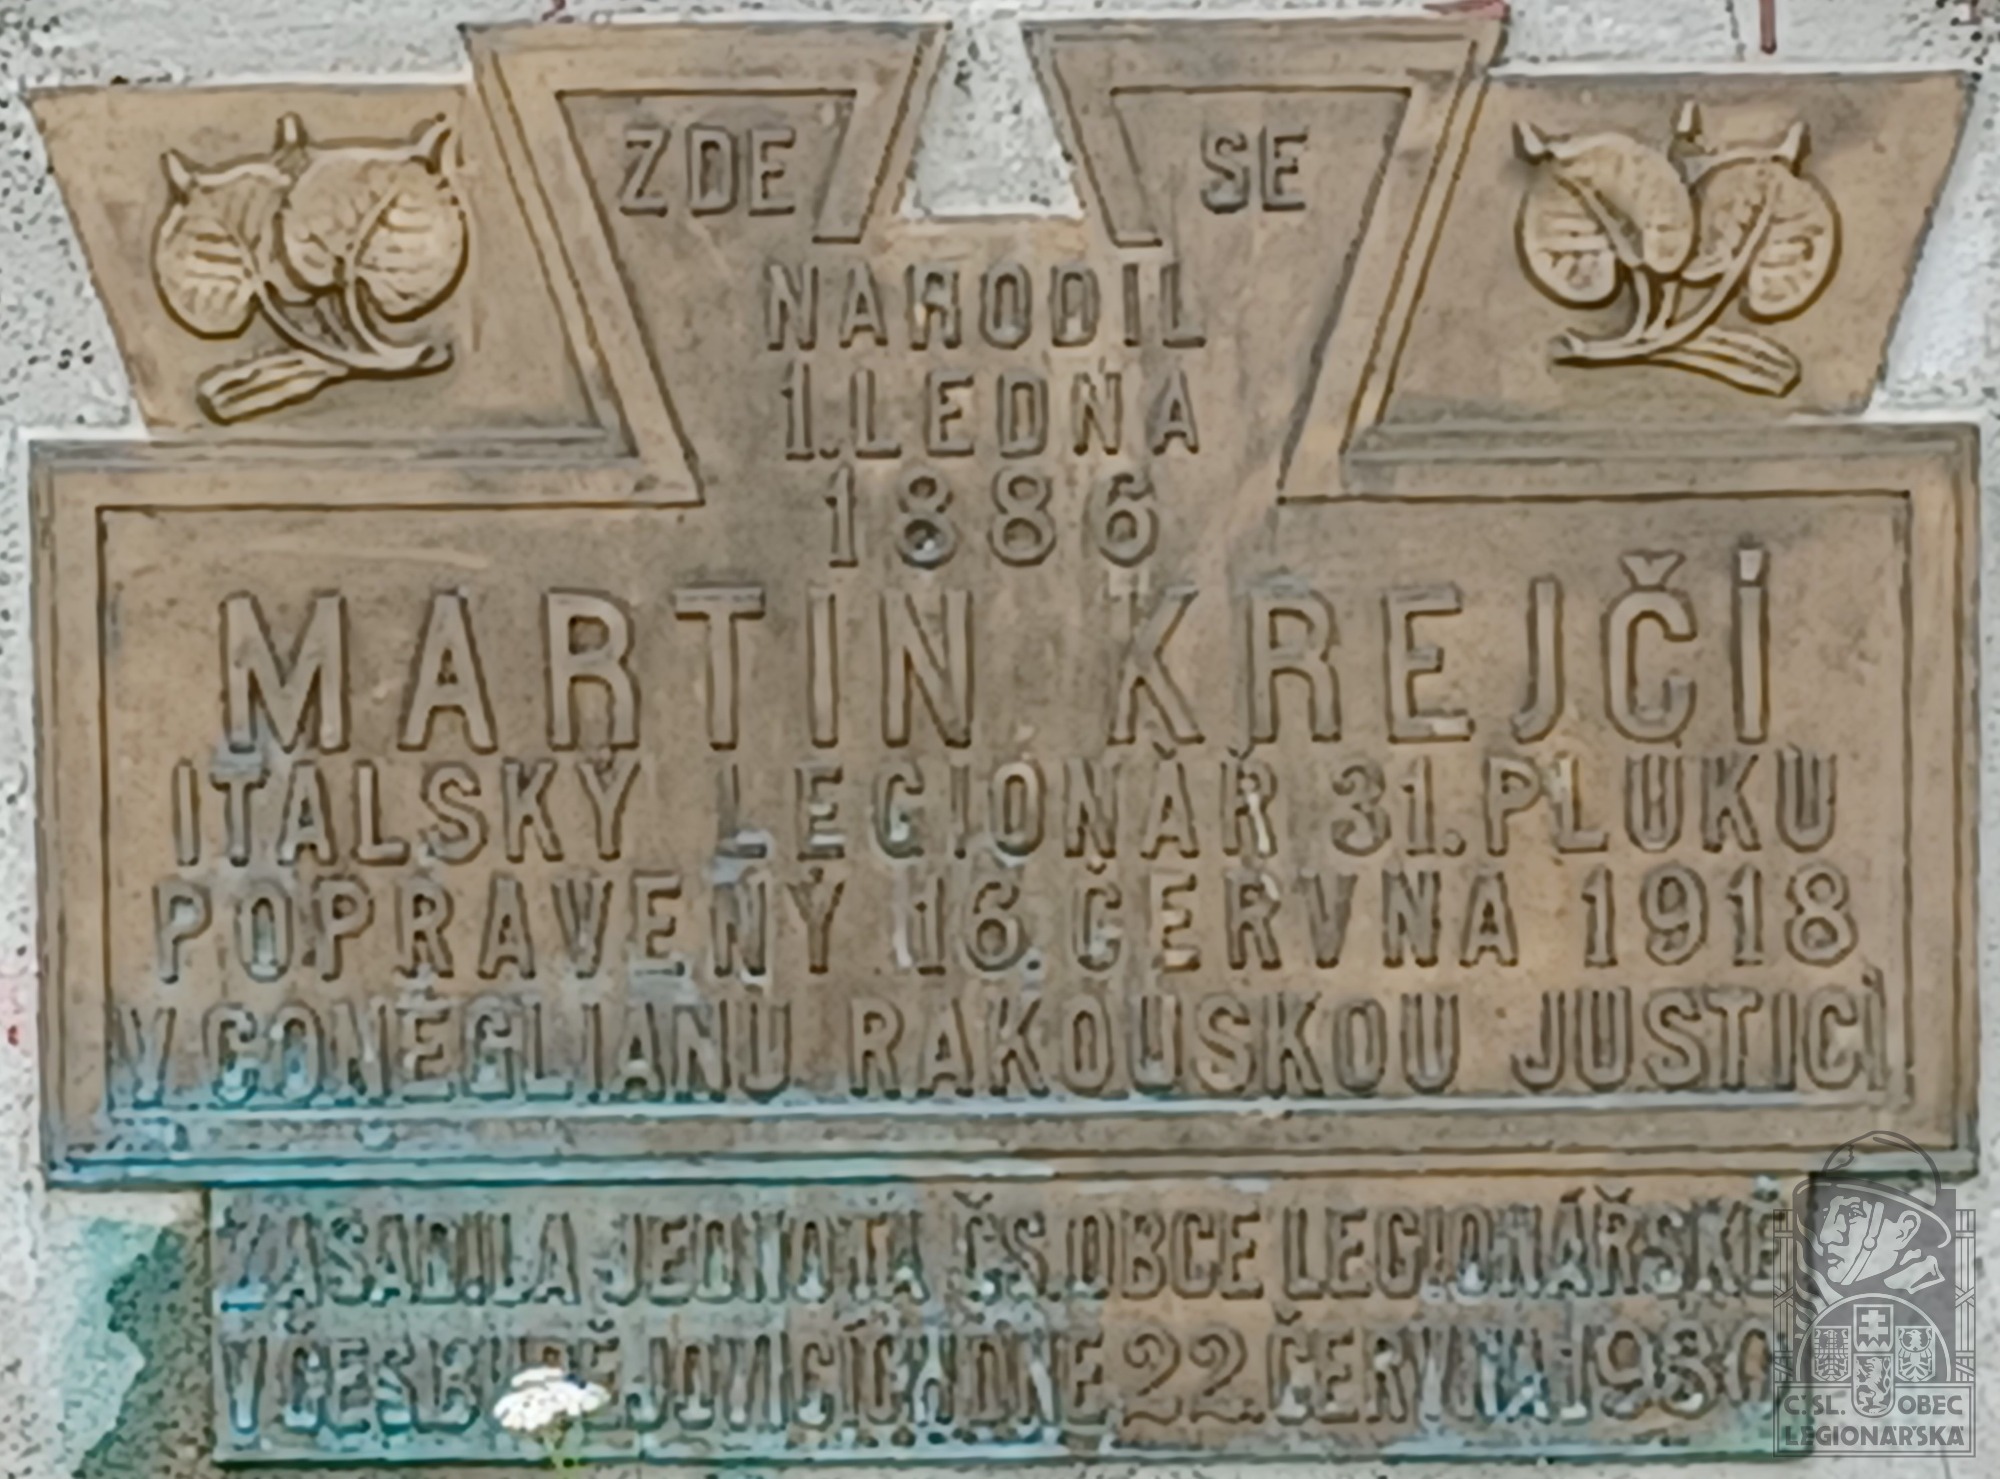 ZDE SE
NARODIL
1. LEDNA
1886
MARTIN KREJČÍ
ITALSKÝ LEGIONÁŘ 31. PLUKU
POPRAVENÝ 16. ČERVNA 1918
V CONEGLIANU RAKOUSKOU JUSTICÍ
ZASADILA JEDNOTA ČS. OBCE LEGIONÁŘSKÉ
V ČESK. BUDĚJOVICÍCH DNE 22. ČERVNA 1930
Č.SL. OBEC
LEGIONÁŘSKÁ